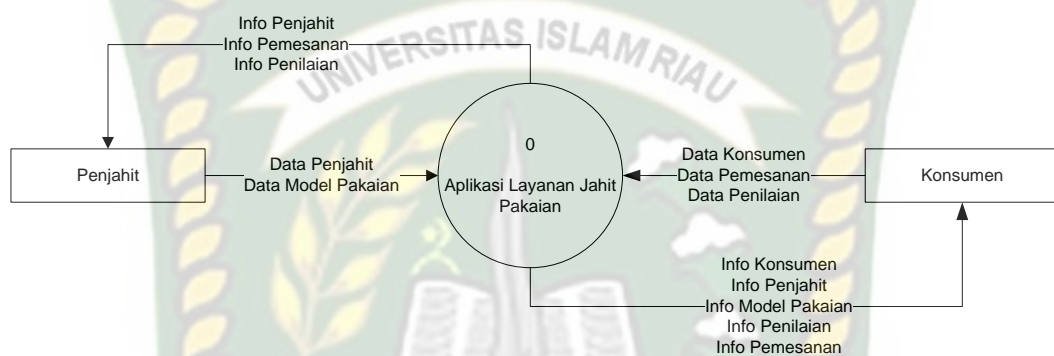 Info Penjahit
Info Pemesanan
Info Penilaian
UNIVERSITAS ISLAM RIAU
0
Aplikasi Layanan Jahit
Pakaian
Penjahit
Data Penjahit
Data Model Pakaian
Data Konsumen
Data Pemesanan
Data Penilaian
Konsumen
Info Konsumen
Info Penjahit
Info Model Pakaian
Info Penilaian
Info Pemesanan